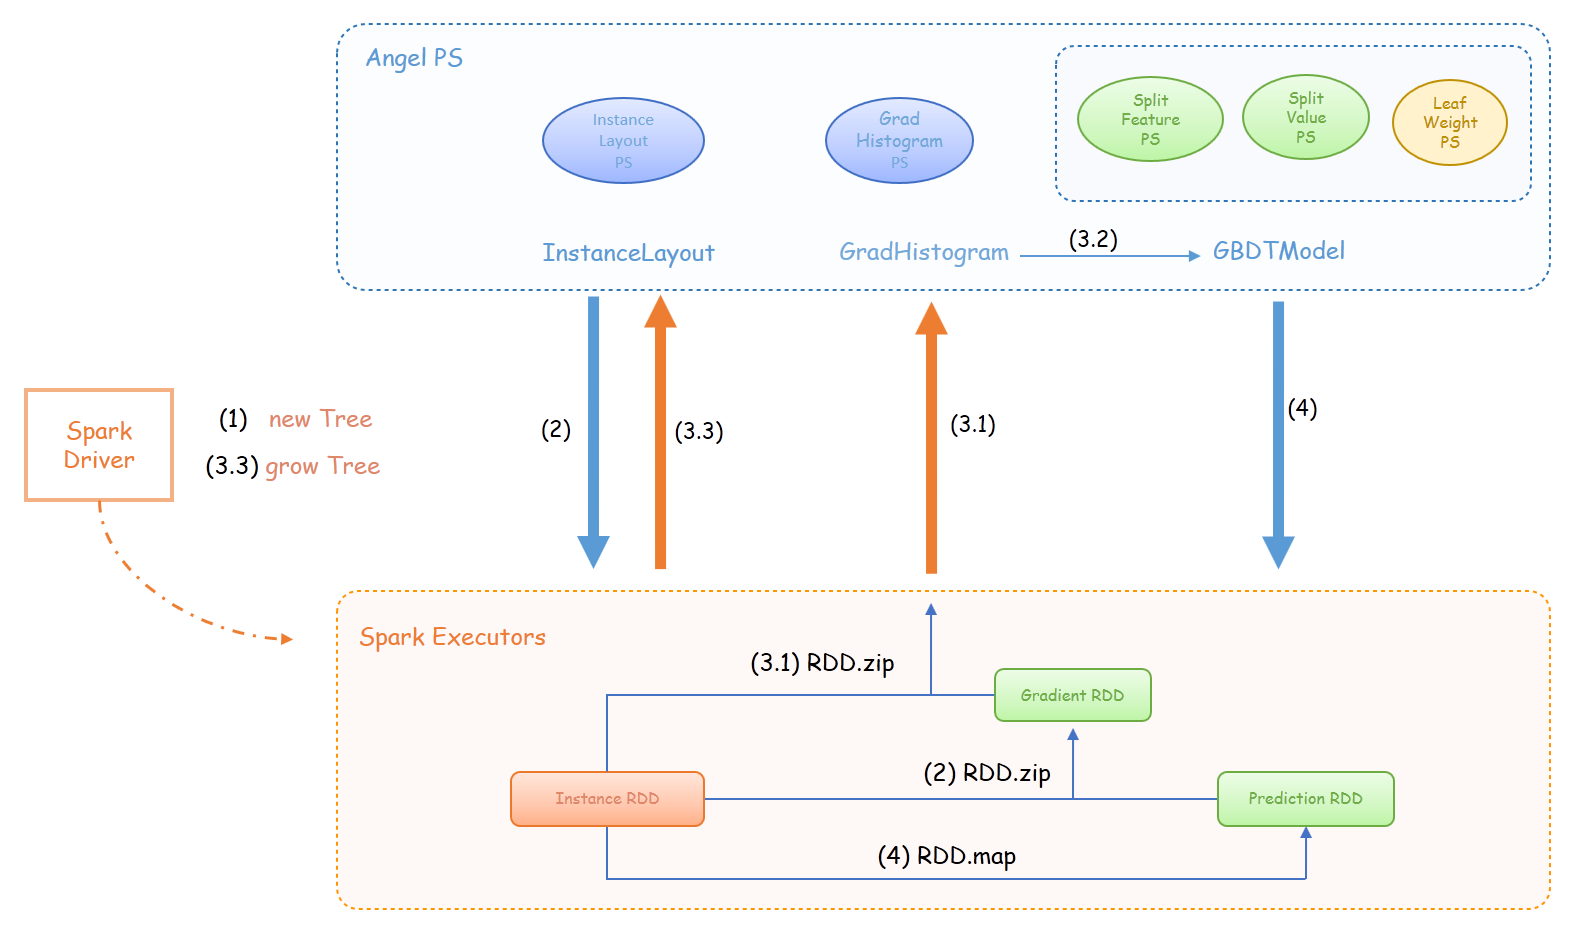 Angel PS
Instance
Layout
PS
Grad
Histogram
PS
Split
Feature
PS
Split
Value
PS
Leaf
Weight
PS
InstanceLayout
GradHistogram
(3.2)
GBDTModel
Spark
Driver
(1) new Tree
(3.3) grow Tree
(2)
(3.3)
(3.1)
(4)
Spark Executors
(3.1) RDD.zip
Gradient RDD
(2) RDD.zip
Instance RDD
Prediction RDD
(4) RDD.map